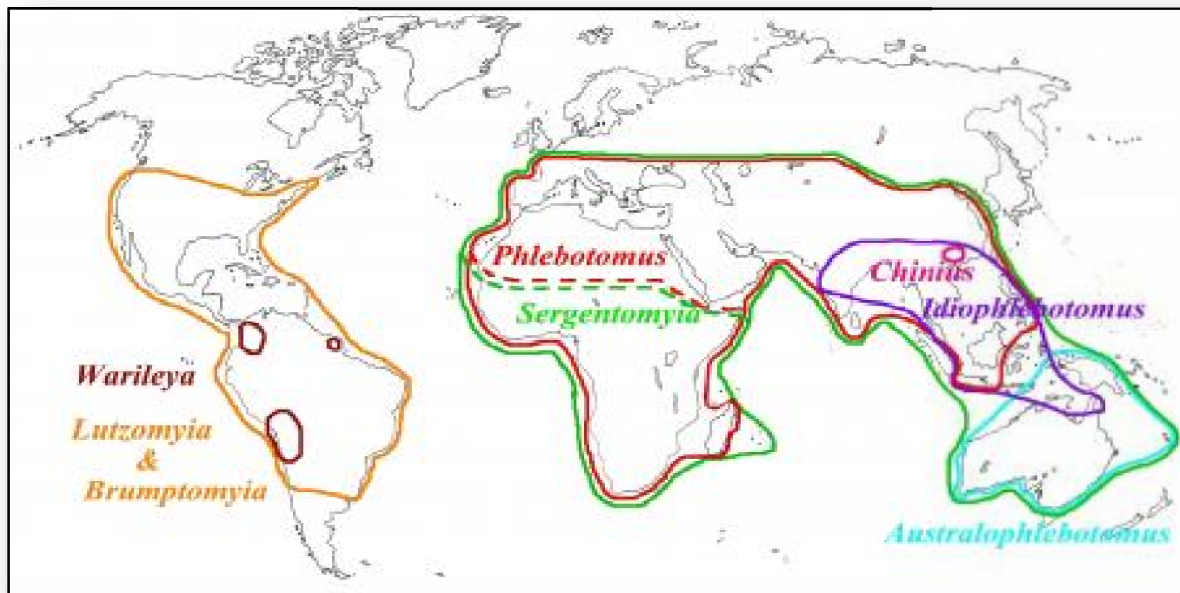 Phlebotomus
Sergentomyia
Chinius
Idiophlebotomus
Warileya
Lutzomyia
&
Brumptomyia
Australophlebotomus